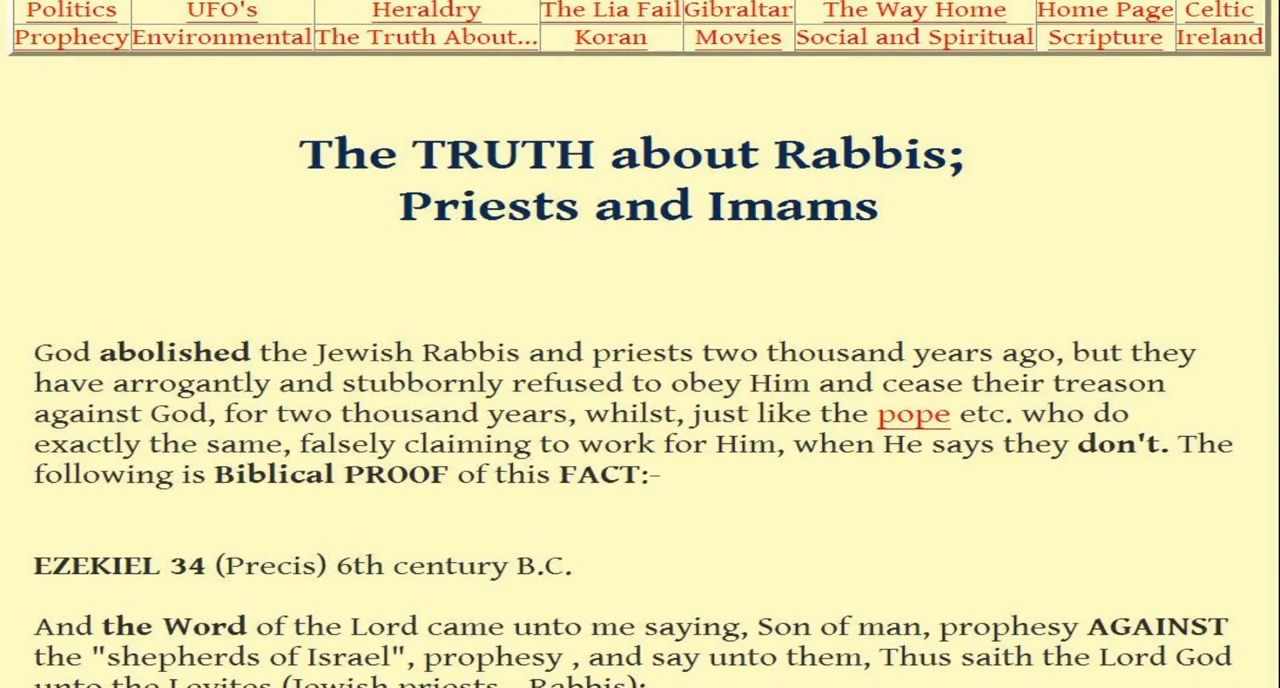 Politics UFO's Heraldry The Lia Fail Gibraltar The Way Home Home Page Celtic
Prophecy Environmental The Truth About... Koran Movies Social and Spiritual Scripture Ireland
The TRUTH about Rabbis;
Priests and Imams
God abolished the Jewish Rabbis and priests two thousand years ago, but they
have arrogantly and stubbornly refused to obey Him and cease their treason
against God, for two thousand years, whilst, just like the pope etc. who do
exactly the same, falsely claiming to work for Him, when He says they don't. The
following is Biblical PROOF of this FACT:-
EZEKIEL 34 (Precis) 6th century B.C.
And the Word of the Lord came unto me saying, Son of man, prophesy AGAINST
the "shepherds of Israel", prophesy , and say unto them, Thus saith the Lord God
unto the Levites (Jewish priests - Rabbis);